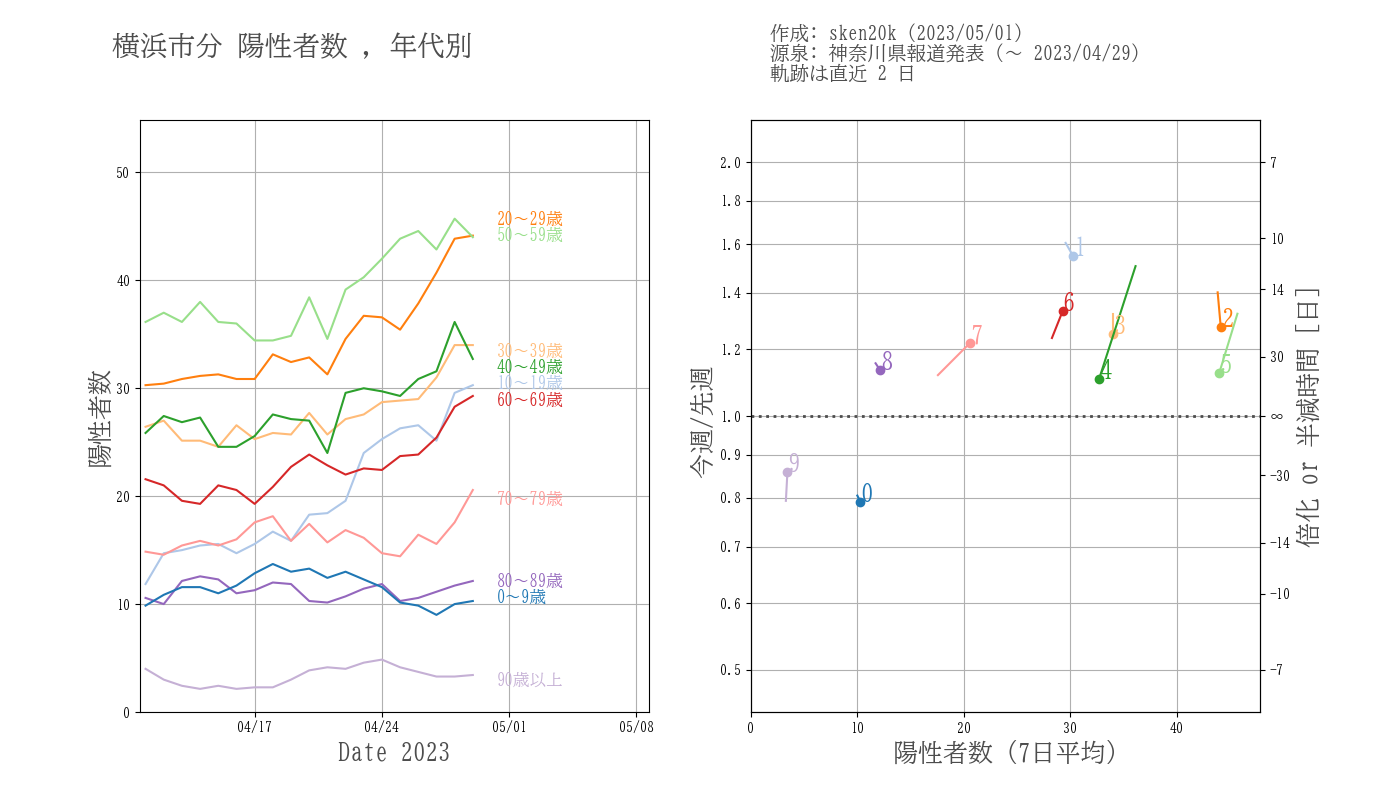 横浜市分 陽性者数 , 年代別
作成: sken20k (2023/05/01)
源泉: 神奈川県報道発表 (〜 2023/04/29)
軌跡は直近 2 日
陽性者数
50
40
30
20
10
0
04/17
04/24
05/01
05/08
Date 2023
20〜29歳
50〜59歳
30〜39歳
40〜49歳
10〜19歳
60〜69歳
70〜79歳
80〜89歳
0〜9歳
90歳以上
今週/先週
2.0
1.8
1.6
1.4
1.2
1.0
0.9
0.8
0.7
0.6
0.5
1
2
3
4
5
6
7
8
9
0
0
10
20
30
40
陽性者数 (7日平均)
7
10
14
30
∞
−30
−14
−10
−7
倍化 or 半減時間 [日]